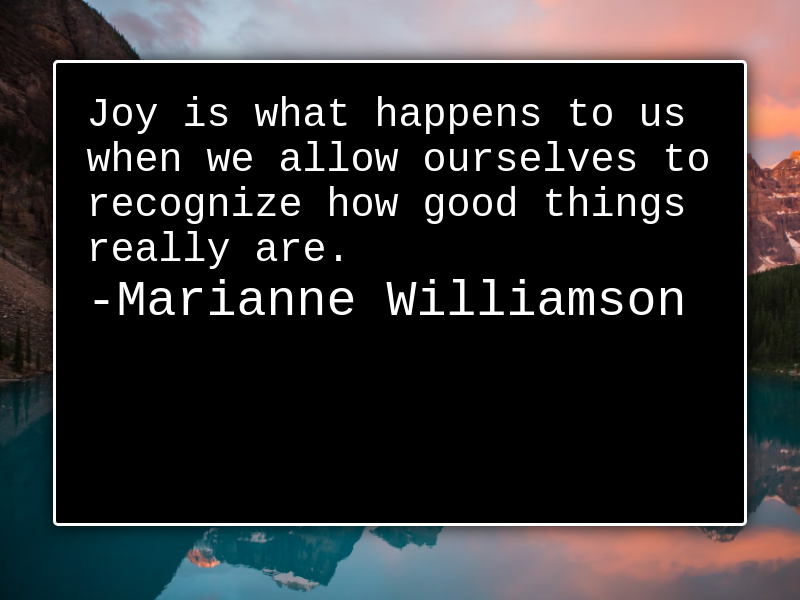 Joy is what happens to us
when we allow ourselves to
recognize how good things
really are.
-Marianne Williamson